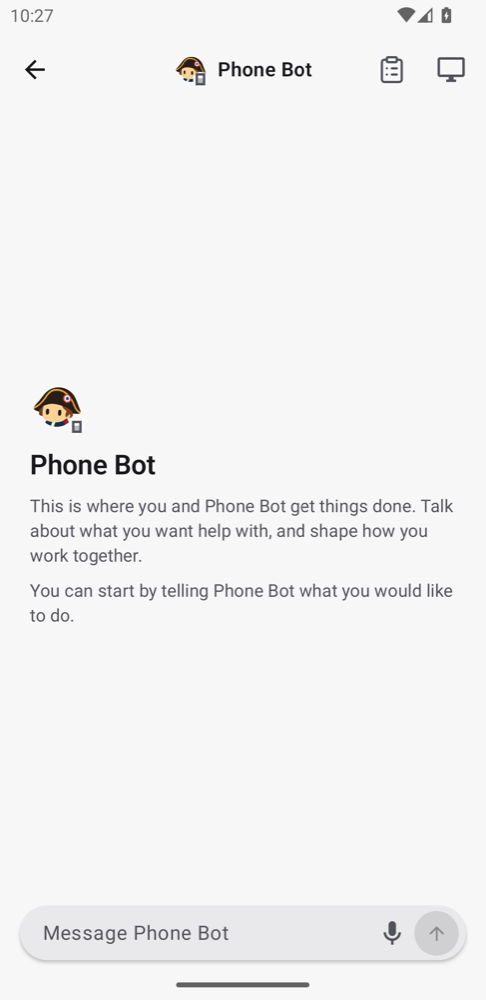 10:27
Phone Bot
Phone Bot
This is where you and Phone Bot get things done. Talk
about what you want help with, and shape how you
work together.
You can start by telling Phone Bot what you would like
to do.
Message Phone Bot